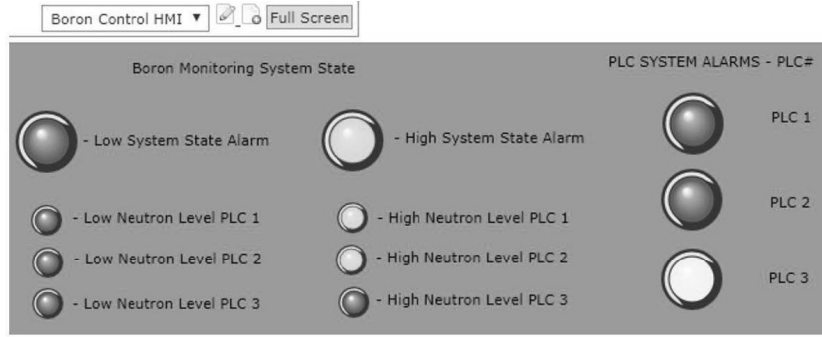 Boron Control HMI ▼ Full Screen
Boron Monitoring System State
PLC SYSTEM ALARMS - PLC#
- Low System State Alarm
- High System State Alarm
PLC 1
- Low Neutron Level PLC 1
- High Neutron Level PLC 1
PLC 2
- Low Neutron Level PLC 2
- High Neutron Level PLC 2
PLC 3
- Low Neutron Level PLC 3
- High Neutron Level PLC 3